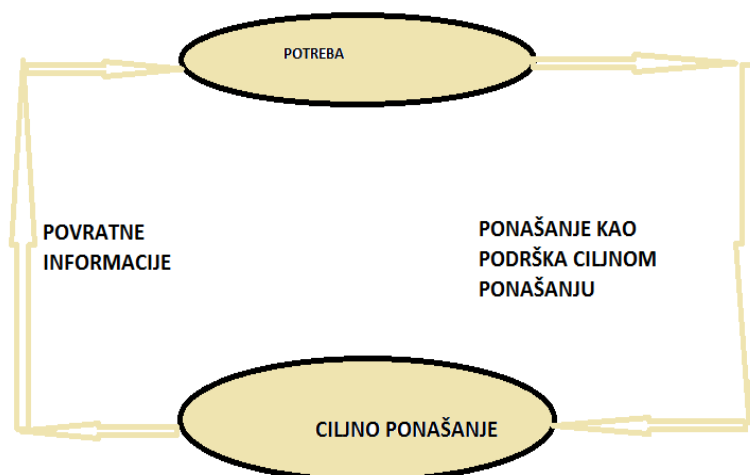 POTREBA
POVRATNE
INFORMACIJE
PONAŠANJE KAO
PODRŠKA CILJNOM
PONAŠANJU
CILJNO PONAŠANJE